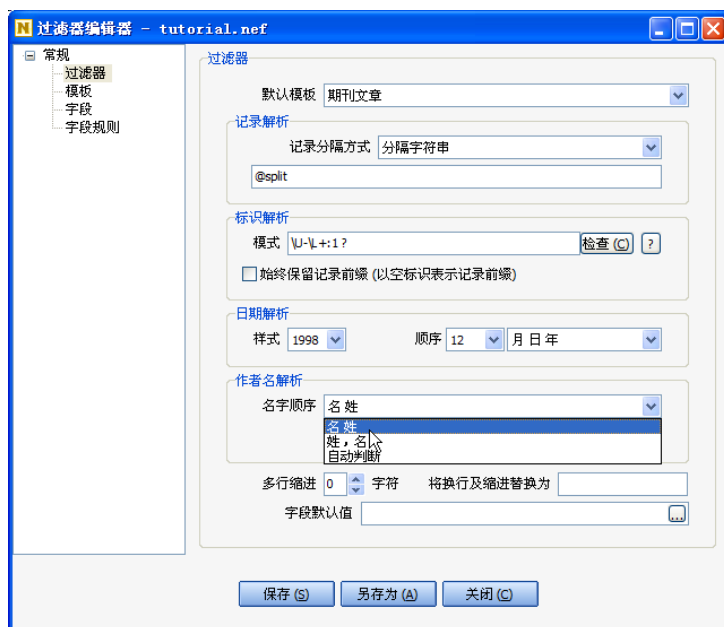 过滤器编辑器 - tutorial.nef
常规
过滤器
模板
字段
字段规则
过滤器
默认模板 期刊文章
记录解析
记录分隔方式 分隔字符串
@split
标识解析
模式 \U-\L+:1 ? 检查 (C) ?
始终保留记录前缀 (以空标识表示记录前缀)
日期解析
样式 1998 顺序 12 月 日 年
作者名解析
名字顺序 名 姓
名 姓
姓，名
自动判断
多行缩进 0 字符 将换行及缩进替换为
字段默认值 ...
保存 (S) 另存为 (A) 关闭 (C)